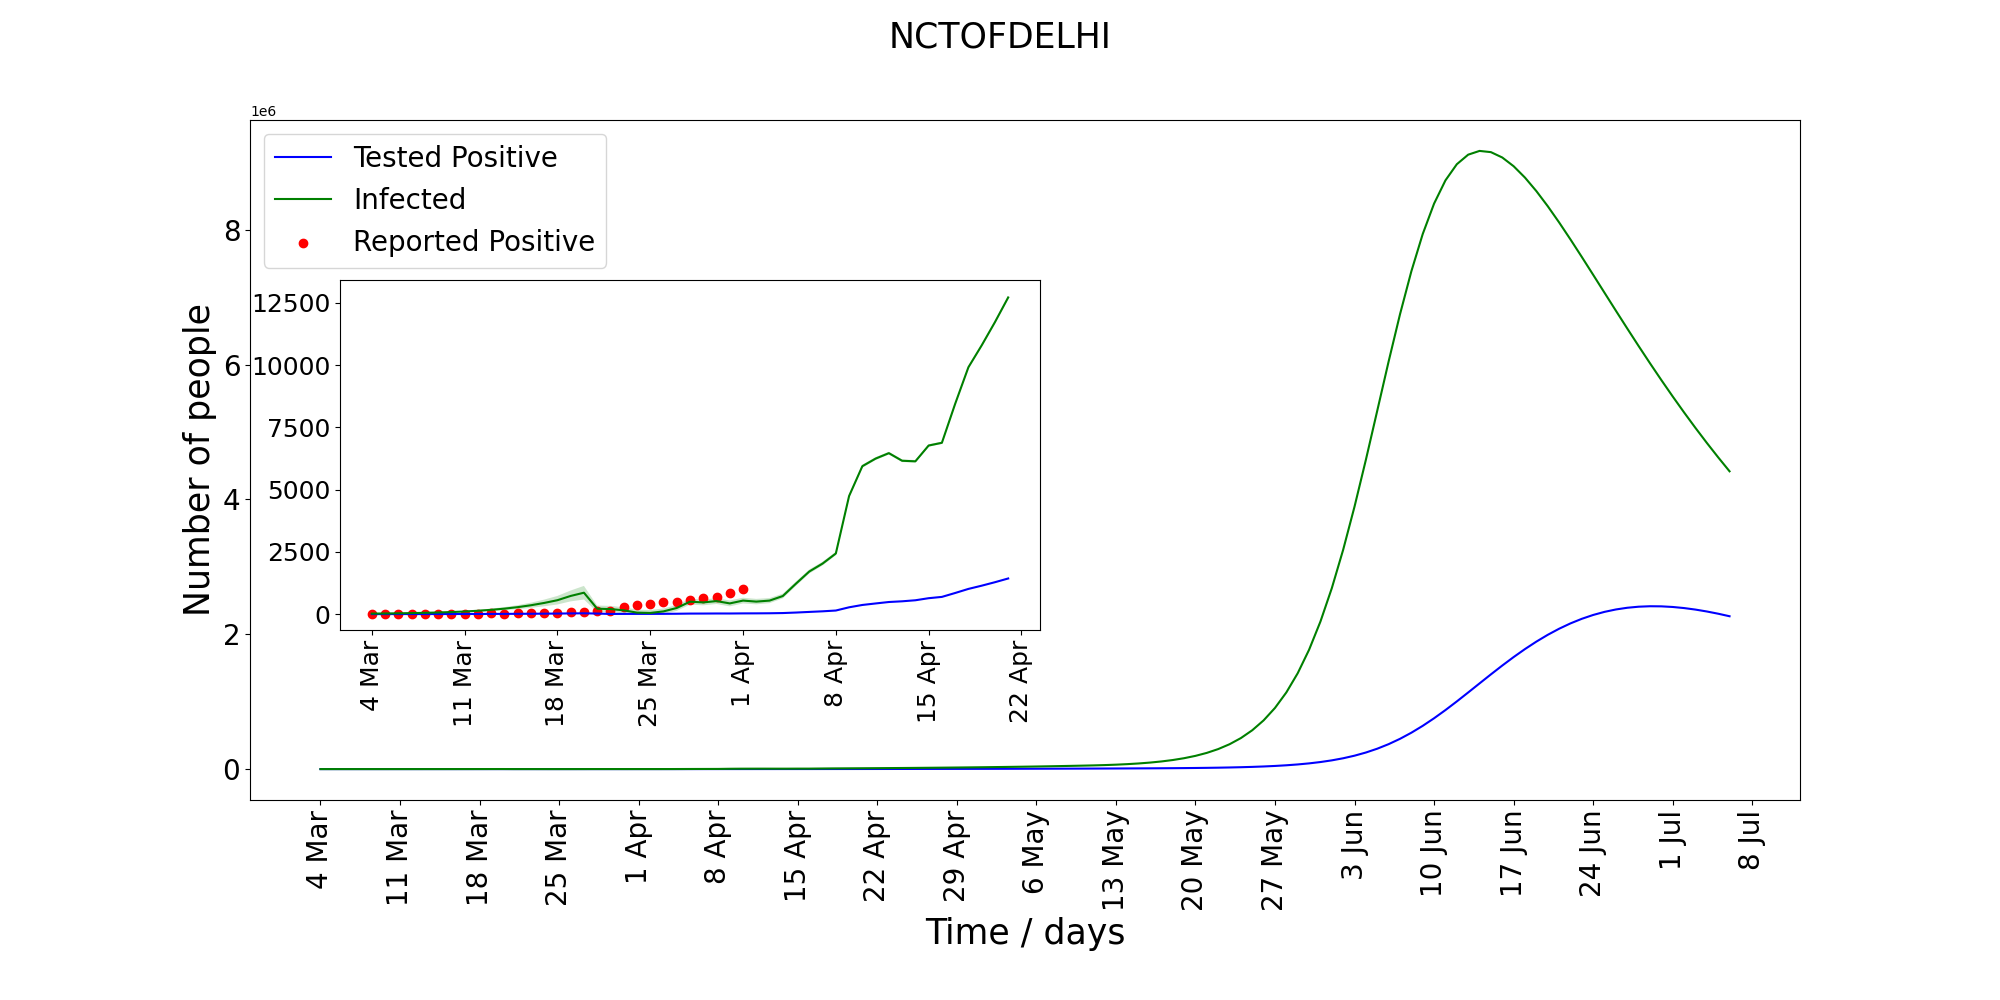 NCTOFDELHI
1e6
Tested Positive
Infected
Reported Positive
Number of people
8
6
4
2
0
12500
10000
7500
5000
2500
0
4 Mar
11 Mar
18 Mar
25 Mar
1 Apr
8 Apr
15 Apr
22 Apr
4 Mar
11 Mar
18 Mar
25 Mar
1 Apr
8 Apr
15 Apr
22 Apr
29 Apr
6 May
13 May
20 May
27 May
3 Jun
10 Jun
17 Jun
24 Jun
1 Jul
8 Jul
Time / days